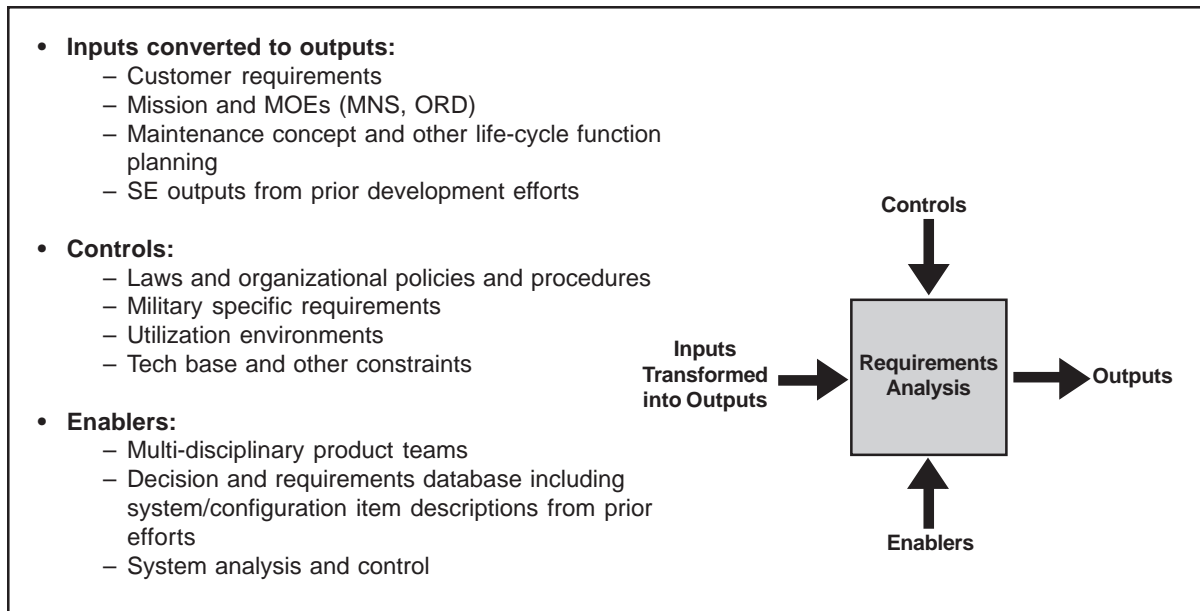 • Inputs converted to outputs:
– Customer requirements
– Mission and MOEs (MNS, ORD)
– Maintenance concept and other life-cycle function
planning
– SE outputs from prior development efforts
• Controls:
– Laws and organizational policies and procedures
– Military specific requirements
– Utilization environments
– Tech base and other constraints
• Enablers:
– Multi-disciplinary product teams
– Decision and requirements database including
system/configuration item descriptions from prior
efforts
– System analysis and control
Controls
Inputs
Transformed
into Outputs
Requirements
Analysis
Outputs
Enablers